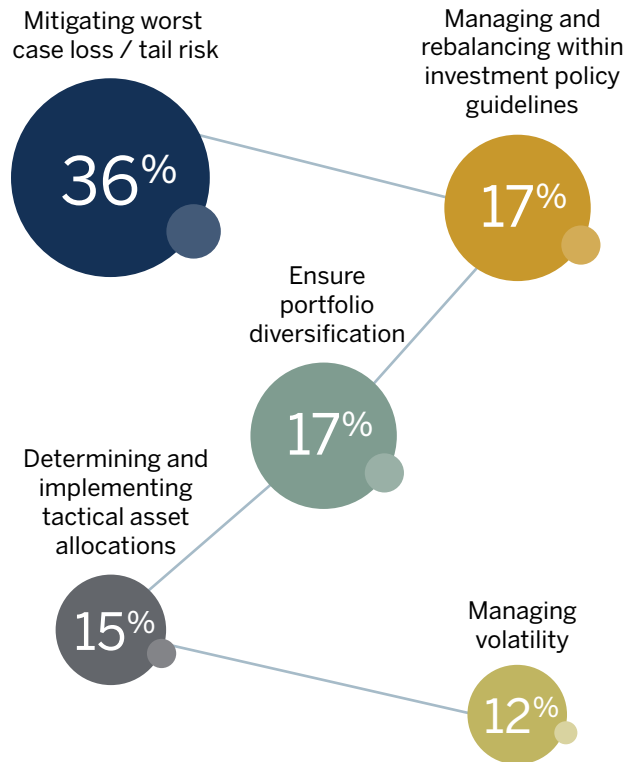 Mitigating worst
case loss / tail risk
36%
Managing and
rebalancing within
investment policy
guidelines
17%
Ensure
portfolio
diversification
17%
Determining and
implementing
tactical asset
allocations
15%
Managing
volatility
12%